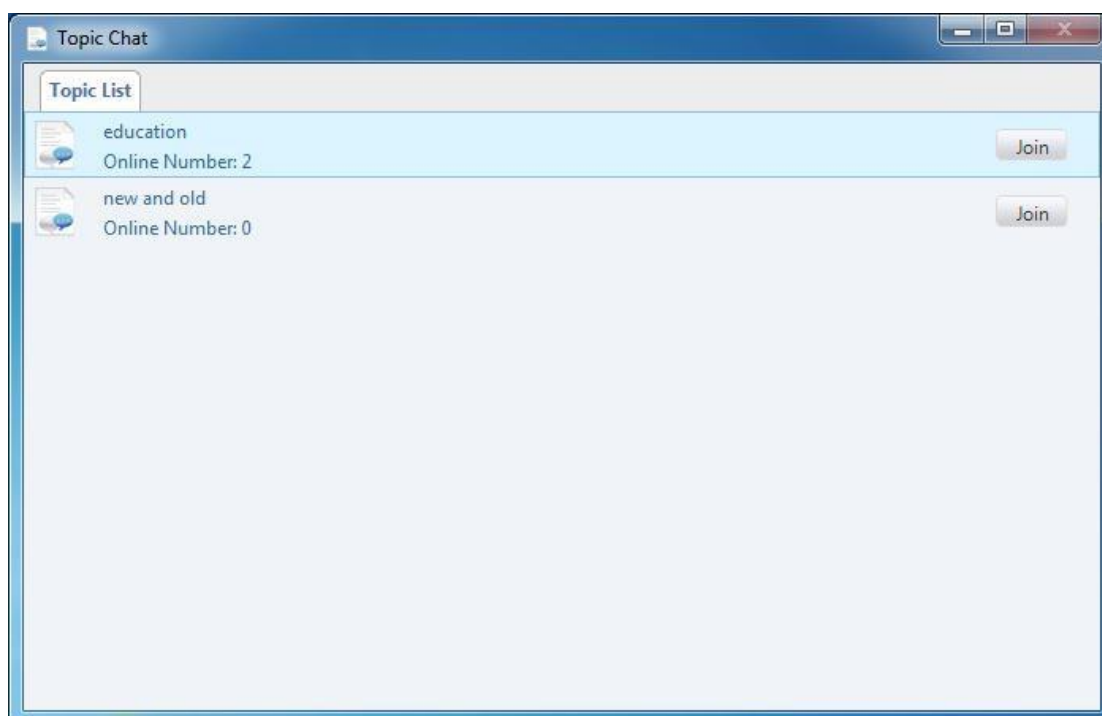 Topic Chat
Topic List
education
Online Number: 2
Join
new and old
Online Number: 0
Join